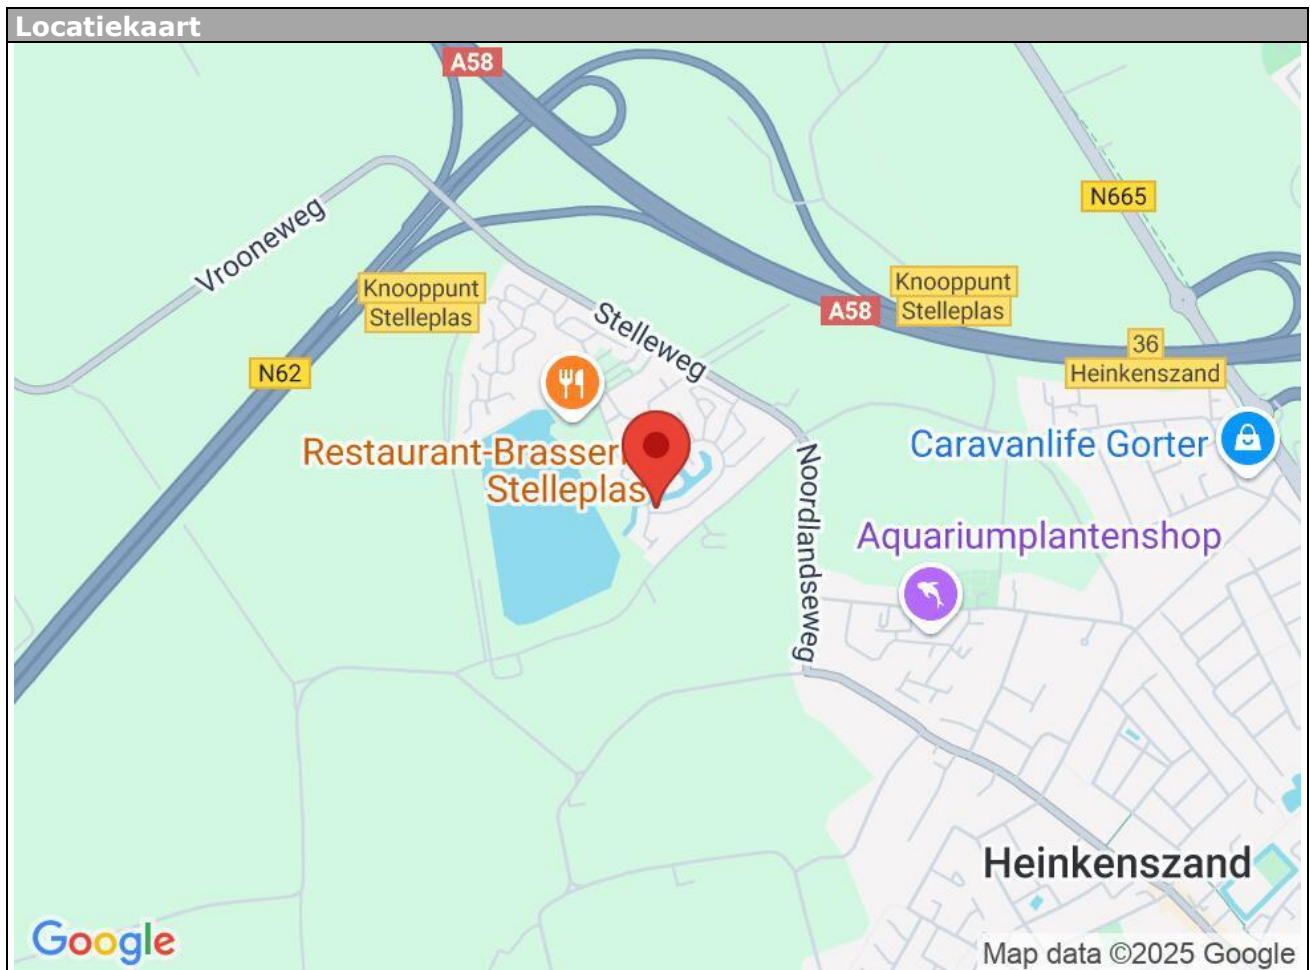 Locatiekaart
A58
N665
Vrooneweg
Knooppunt
Stelleplas
Knooppunt
Stelleplas
A58
Stelleweg
36
Heinkenszand
N62
Restaurant-Brasser
Stelleplas
Caravanlife Gorter
Noordlandseweg
Aquariumplantenshop
Heinkenszand
Google
Map data ©2025 Google